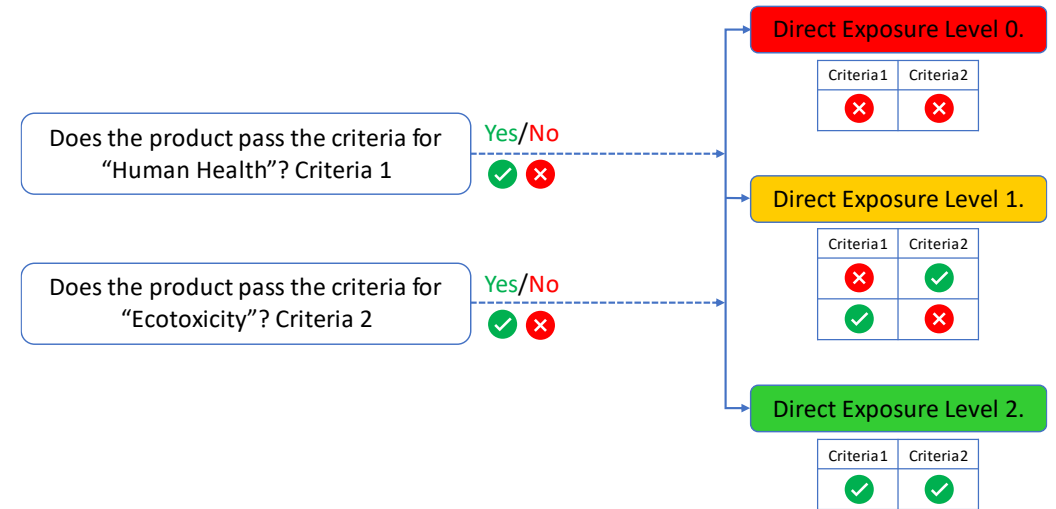 Does the product pass the criteria for
“Human Health”? Criteria 1
Yes/No
Does the product pass the criteria for
“Ecotoxicity”? Criteria 2
Yes/No
Direct Exposure Level 0.
Criteria1 Criteria2
Direct Exposure Level 1.
Criteria1 Criteria2
Direct Exposure Level 2.
Criteria1 Criteria2